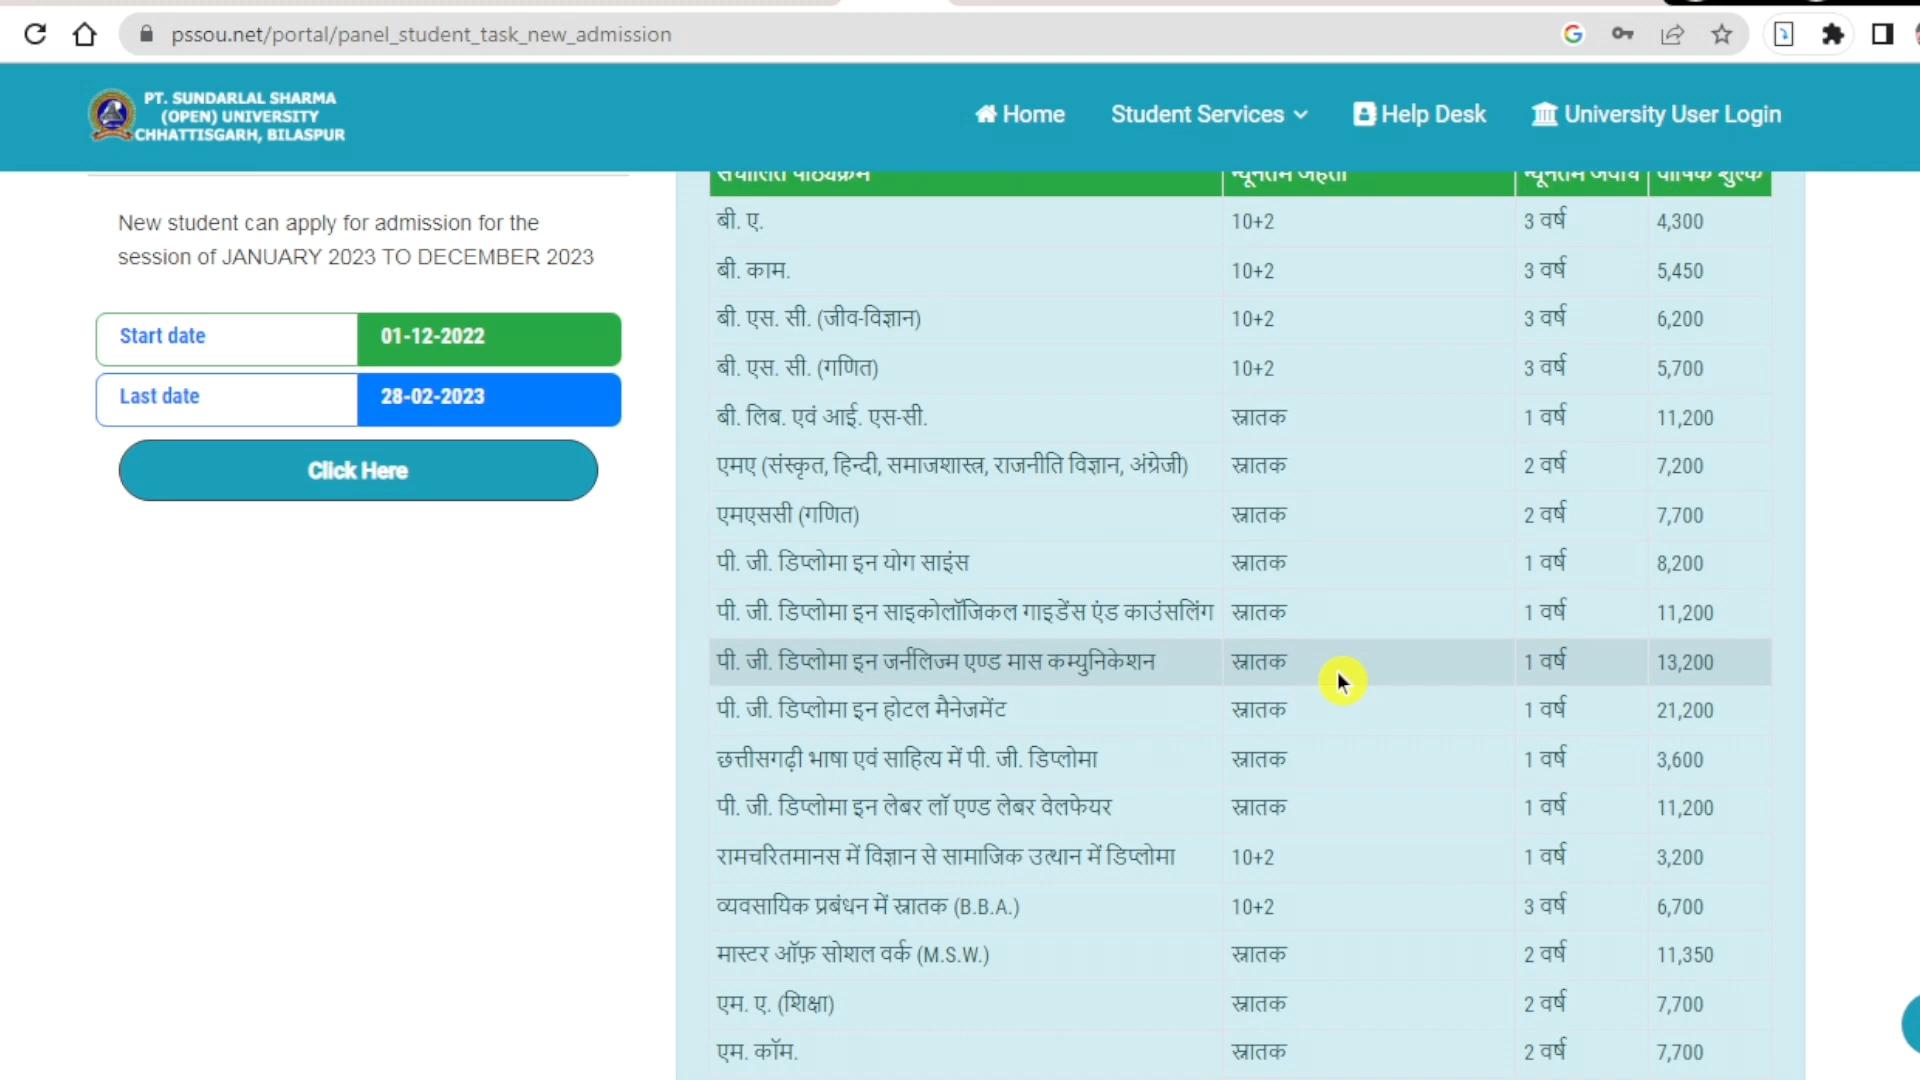 pssou.net/portal/panel_student_task_new_admission
PT. SUNDARLAL SHARMA
(OPEN) UNIVERSITY
CHHATTISGARH, BILASPUR
Home
Student Services
Help Desk
University User Login
New student can apply for admission for the
session of JANUARY 2023 TO DECEMBER 2023
Start date 01-12-2022
Last date 28-02-2023
Click Here
संचालित पाठ्यक्रम न्यूनतम अर्हता न्यूनतम अवधि वार्षिक शुल्क
बी. ए. 10+2 3 वर्ष 4,300
बी. काम. 10+2 3 वर्ष 5,450
बी. एस. सी. (जीव-विज्ञान) 10+2 3 वर्ष 6,200
बी. एस. सी. (गणित) 10+2 3 वर्ष 5,700
बी. लिब. एवं आई. एस-सी. स्नातक 1 वर्ष 11,200
एमए (संस्कृत, हिन्दी, समाजशास्त्र, राजनीति विज्ञान, अंग्रेजी) स्नातक 2 वर्ष 7,200
एमएससी (गणित) स्नातक 2 वर्ष 7,700
पी. जी. डिप्लोमा इन योग साइंस स्नातक 1 वर्ष 8,200
पी. जी. डिप्लोमा इन साइकोलॉजिकल गाइडेंस एंड काउंसलिंग स्नातक 1 वर्ष 11,200
पी. जी. डिप्लोमा इन जर्नलिज्म एण्ड मास कम्युनिकेशन स्नातक 1 वर्ष 13,200
पी. जी. डिप्लोमा इन होटल मैनेजमेंट स्नातक 1 वर्ष 21,200
छत्तीसगढ़ी भाषा एवं साहित्य में पी. जी. डिप्लोमा स्नातक 1 वर्ष 3,600
पी. जी. डिप्लोमा इन लेबर लॉ एण्ड लेबर वेलफेयर स्नातक 1 वर्ष 11,200
रामचरितमानस में विज्ञान से सामाजिक उत्थान में डिप्लोमा 10+2 1 वर्ष 3,200
व्यवसायिक प्रबंधन में स्नातक (B.B.A.) 10+2 3 वर्ष 6,700
मास्टर ऑफ़ सोशल वर्क (M.S.W.) स्नातक 2 वर्ष 11,350
एम. ए. (शिक्षा) स्नातक 2 वर्ष 7,700
एम. कॉम. स्नातक 2 वर्ष 7,700